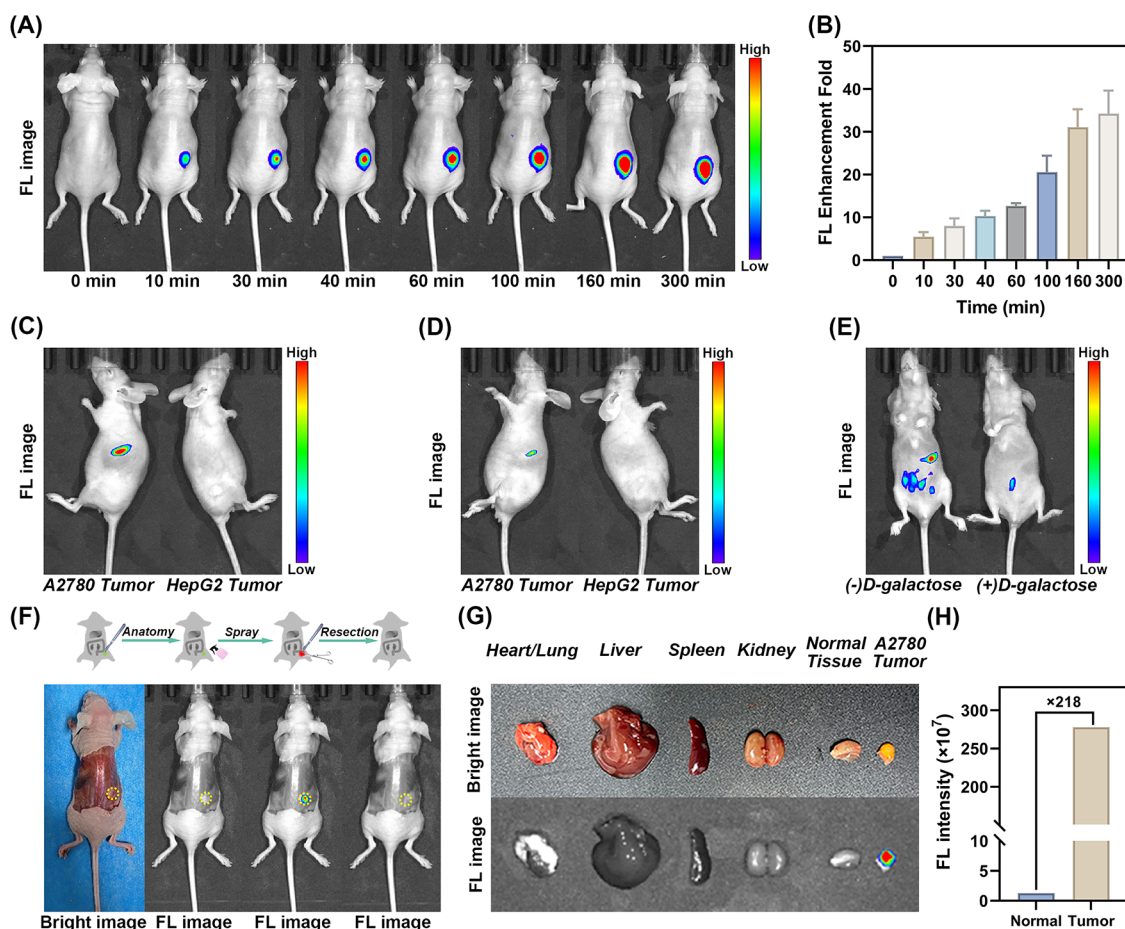 (A)
FL image
0 min 10 min 30 min 40 min 60 min 100 min 160 min 300 min
High
Low
(B)
FL Enhancement Fold
50
40
30
20
10
0
0 10 30 40 60 100 160 300
Time (min)
(C)
FL image
A2780 Tumor HepG2 Tumor
High
Low
(D)
FL image
A2780 Tumor HepG2 Tumor
High
Low
(E)
FL image
(-)D-galactose (+)D-galactose
High
Low
(F)
Anatomy Spray Resection
Bright image FL image FL image FL image
(G)
Heart/Lung Liver Spleen Kidney Normal Tissue A2780 Tumor
Bright image
FL image
(H)
FL intensity (×10⁷)
×218
300
250
200
10
5
0
Normal Tumor